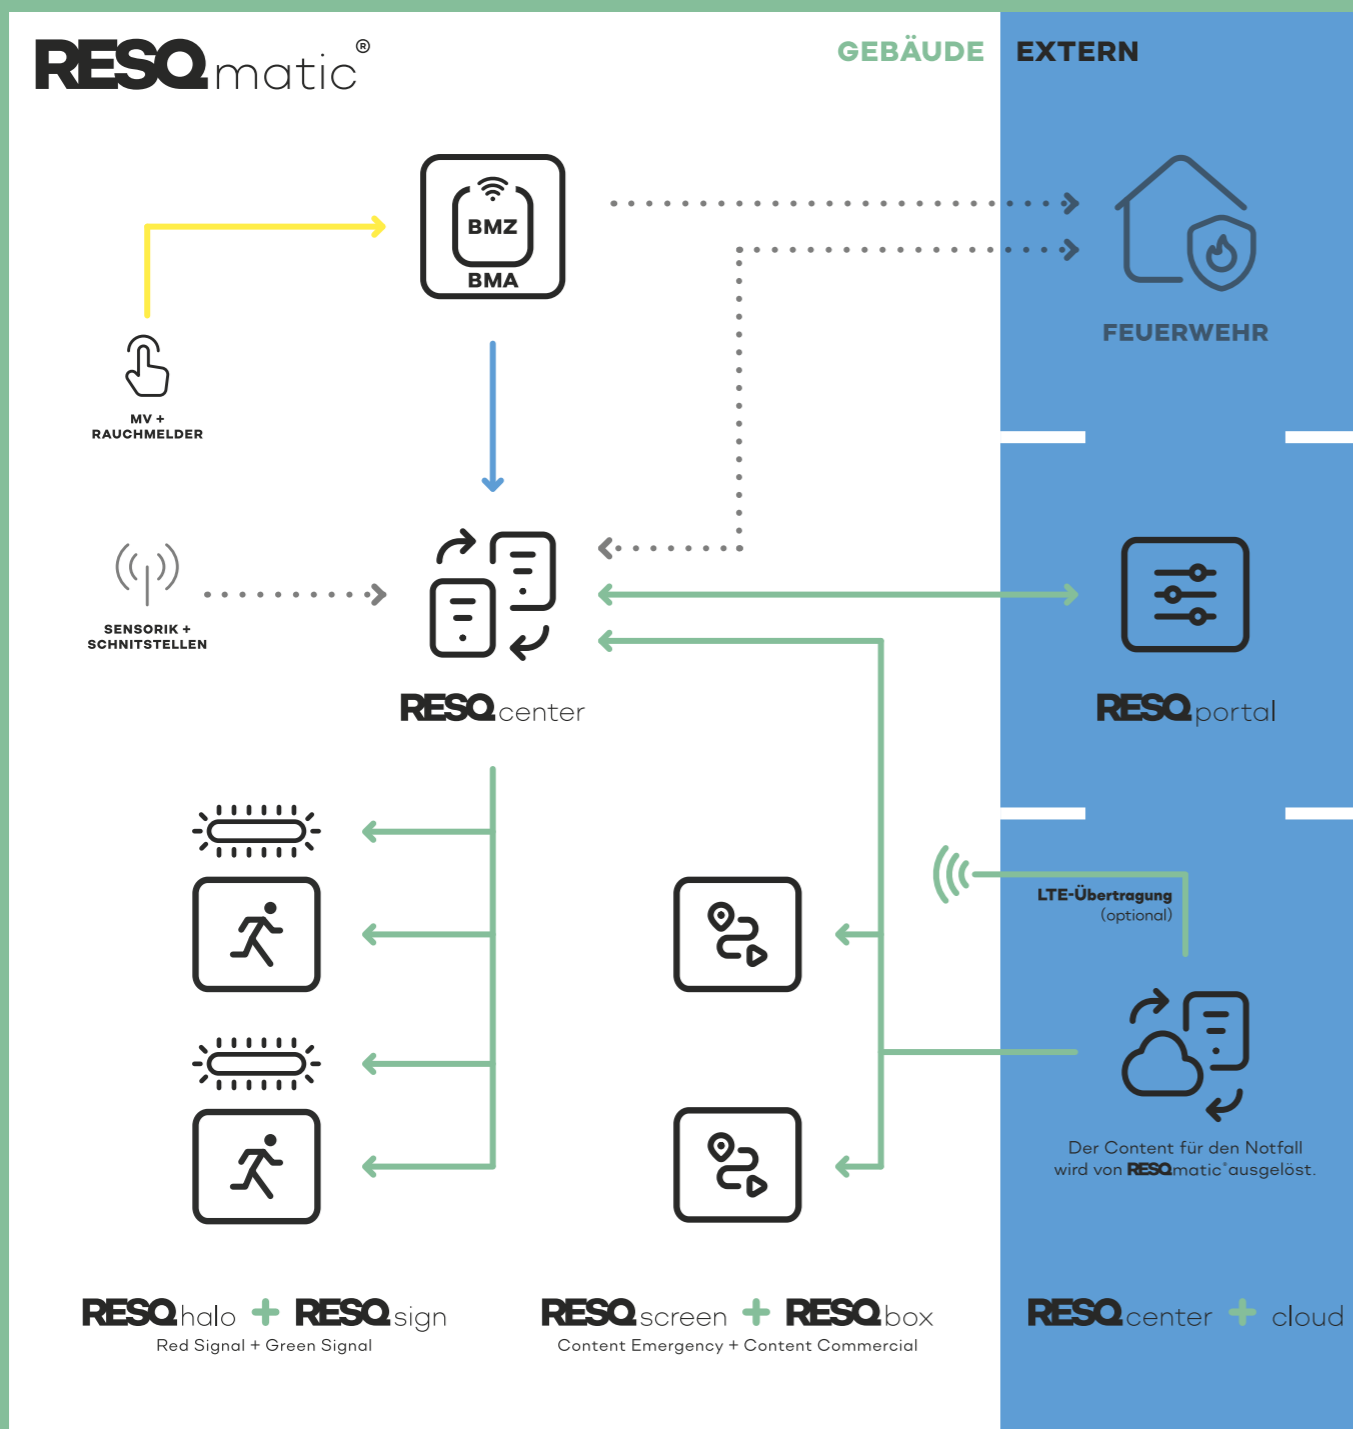 RESQmatic®
GEBÄUDE
EXTERN
BMZ
BMA
FEUERWEHR
MV +
RAUCHMELDER
SENSORIK +
SCHNITSTELLEN
RESQcenter
RESQportal
LTE-Übertragung
(optional)
Der Content für den Notfall
wird von RESQmatic® ausgelöst.
RESQhalo + RESQsign
Red Signal + Green Signal
RESQscreen + RESQbox
Content Emergency + Content Commercial
RESQcenter + cloud